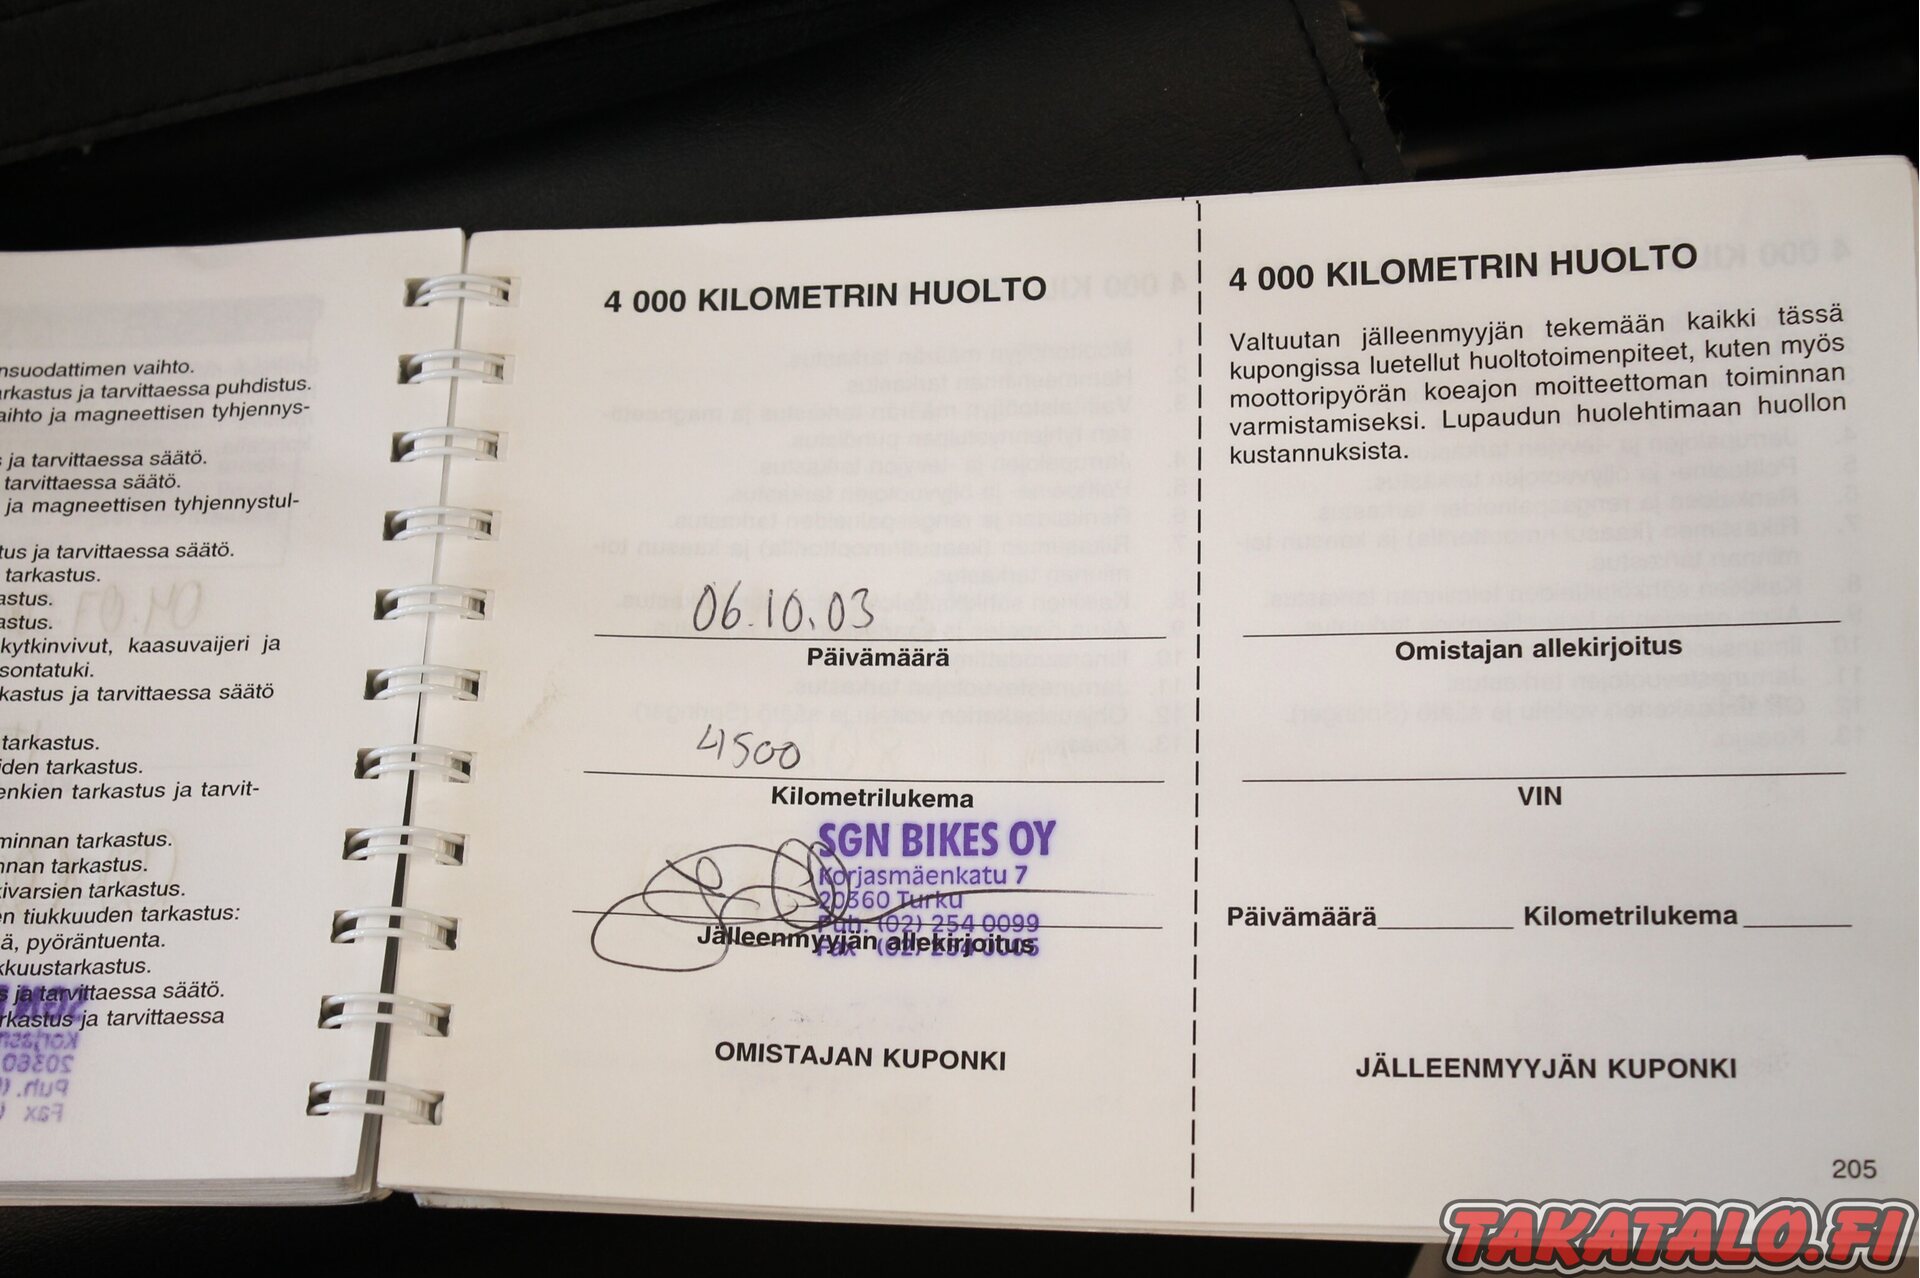 nsuodattimen vaihto.
arkastus ja tarvittaessa puhdistus.
aihto ja magneettisen tyhjennys-
s ja tarvittaessa säätö.
tarvittaessa säätö.
ja magneettisen tyhjennystul-
tus ja tarvittaessa säätö.
tarkastus.
astus.
astus.
kytkinvivut, kaasuvaijeri ja
sontatuki.
kastus ja tarvittaessa säätö
tarkastus.
iden tarkastus.
enkien tarkastus ja tarvit-
minnan tarkastus.
nnan tarkastus.
kivarsien tarkastus.
en tiukkuuden tarkastus:
ä, pyöräntuenta.
kkuustarkastus.
s ja tarvittaessa säätö.
rkastus ja tarvittaessa
4 000 KILOMETRIN HUOLTO
06.10.03
Päivämäärä
4500
Kilometrilukema
SGN BIKES OY
Korjasmäenkatu 7
20360 Turku
Puh. (02) 254 0099
Jälleenmyyjän allekirjoitus
OMISTAJAN KUPONKI
4 000 KILOMETRIN HUOLTO
Valtuutan jälleenmyyjän tekemään kaikki tässä
kupongissa luetellut huoltotoimenpiteet, kuten myös
moottoripyörän koeajon moitteettoman toiminnan
varmistamiseksi. Lupaudun huolehtimaan huollon
kustannuksista.
Omistajan allekirjoitus
VIN
Päivämäärä Kilometrilukema
JÄLLEENMYYJÄN KUPONKI
205
TAKATALO.FI